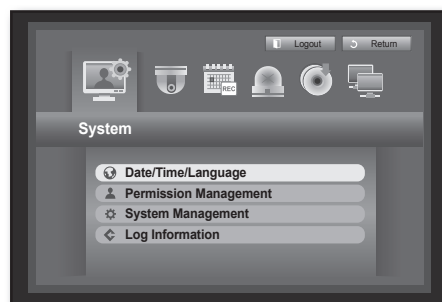 Logout Return
REC
System
Date/Time/Language
Permission Management
System Management
Log Information